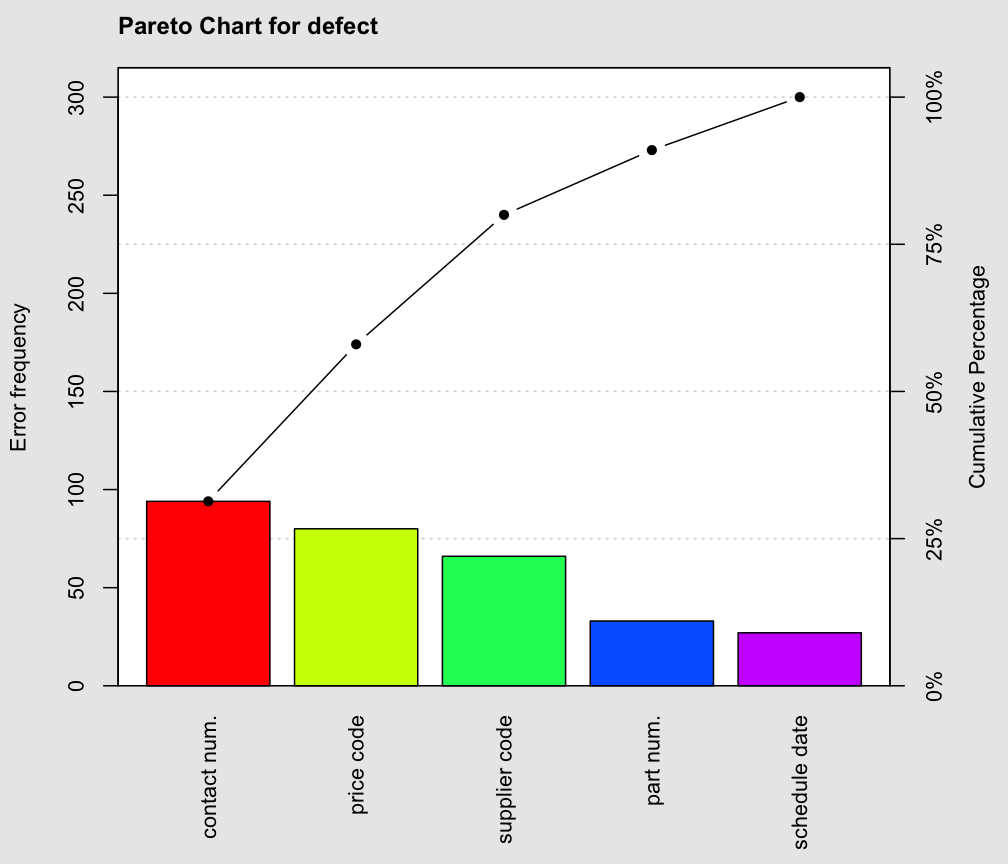 Pareto Chart for defect
Error frequency
300
250
200
150
100
50
0
100%
75%
50%
25%
0%
Cumulative Percentage
contact num.
price code
supplier code
part num.
schedule date